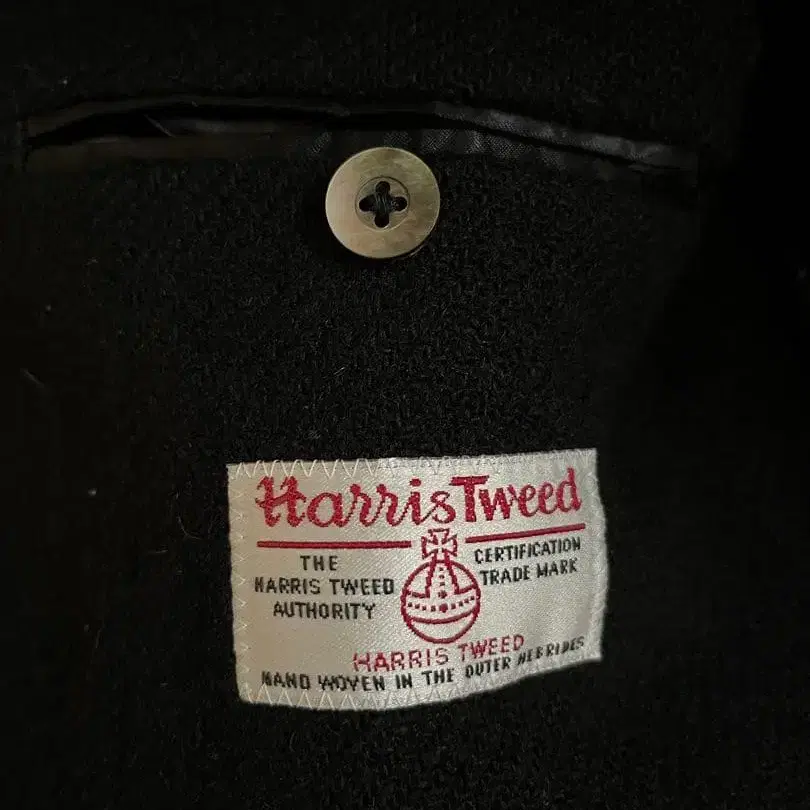 Harris Tweed
THE
HARRIS TWEED
AUTHORITY
CERTIFICATION
TRADE MARK
HARRIS TWEED
HAND WOVEN IN THE OUTER HEBRIDES